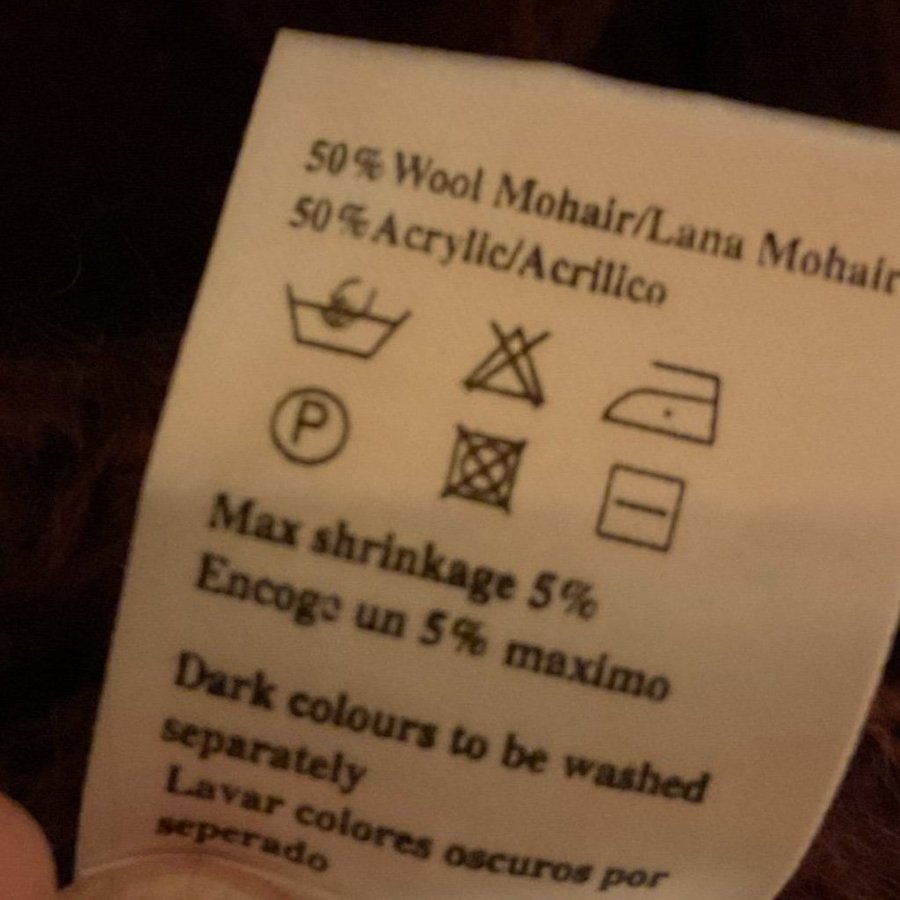 50% Wool Mohair/Lana Mohair
50% Acrylic/Acrilico
P
Max shrinkage 5%
Encoge un 5% maximo
Dark colours to be washed
separately
Lavar colores oscuros por
seperado